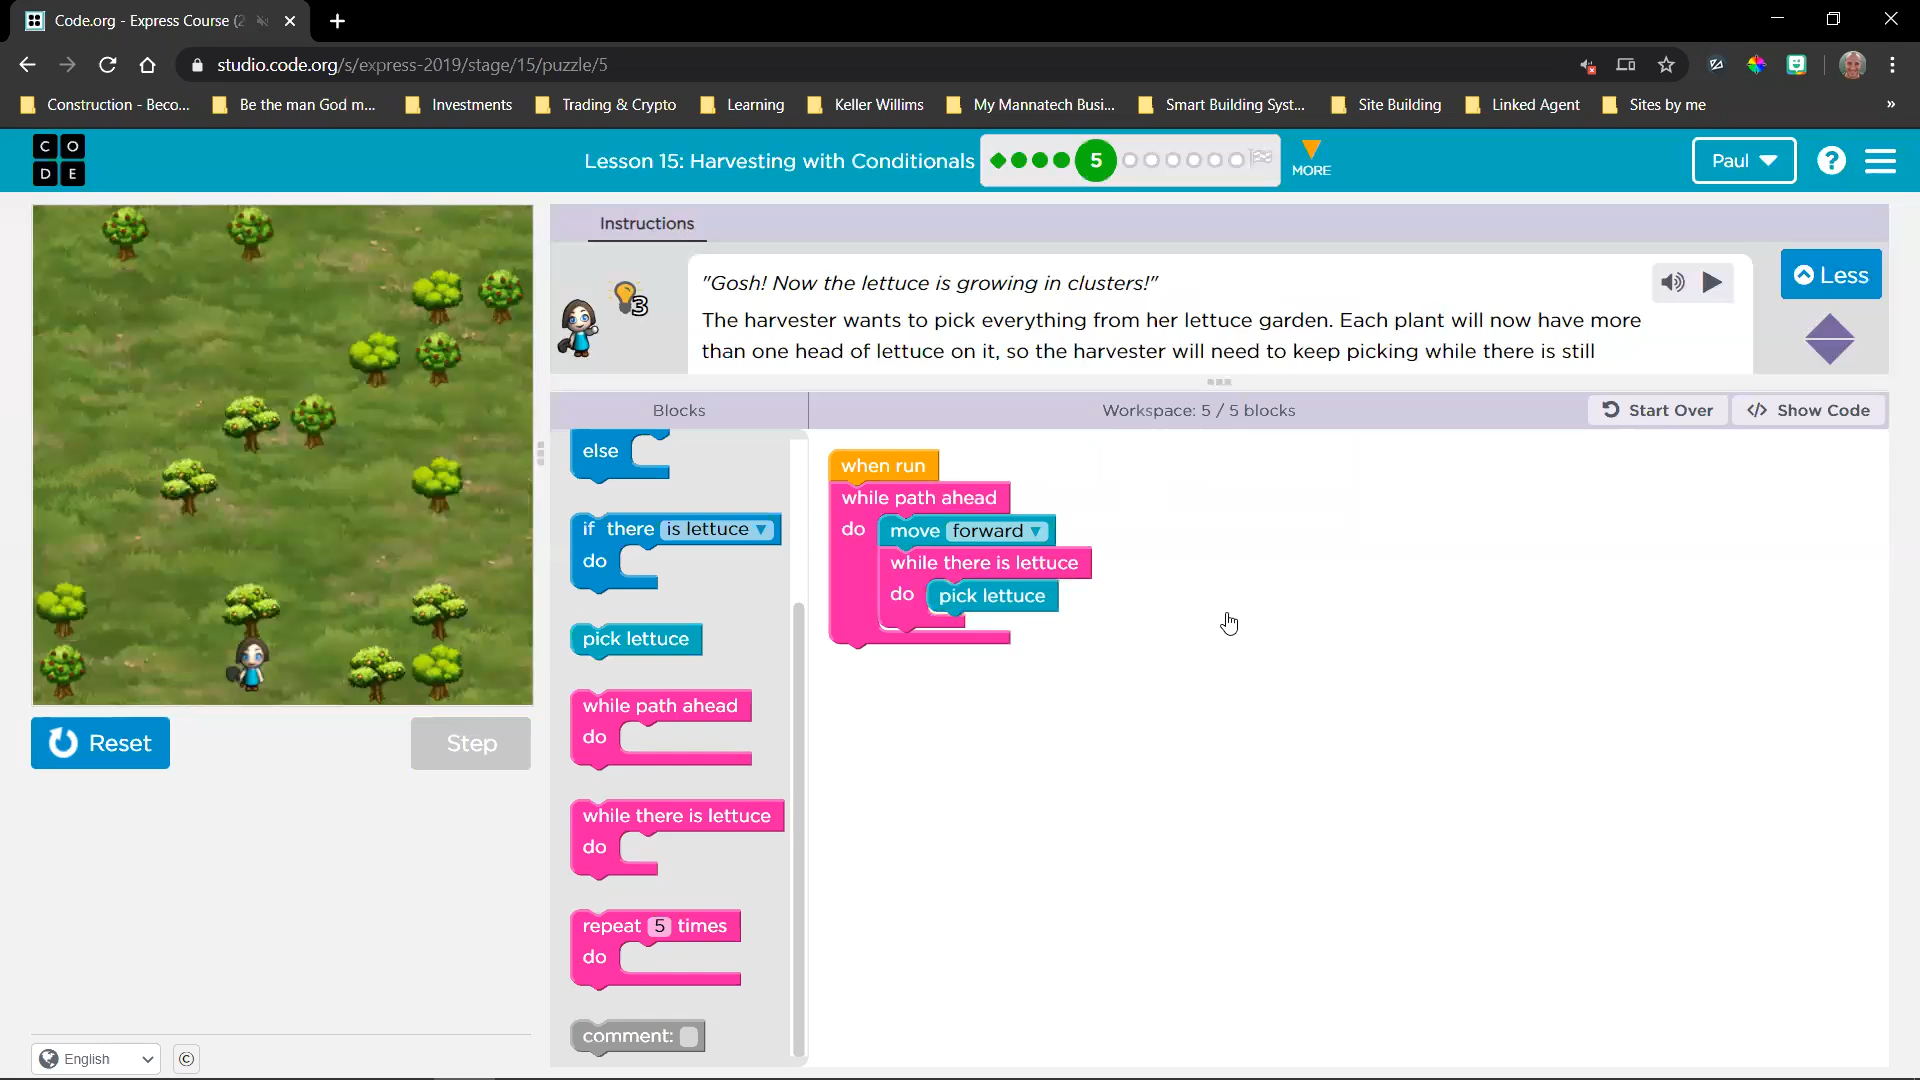 Code.org - Express Course (2
studio.code.org/s/express-2019/stage/15/puzzle/5
Construction - Beco...
Be the man God m...
Investments
Trading & Crypto
Learning
Keller Willims
My Mannatech Busi...
Smart Building Syst...
Site Building
Linked Agent
Sites by me
»
C O
D E
Lesson 15: Harvesting with Conditionals
5
MORE
Paul
?
Instructions
3
"Gosh! Now the lettuce is growing in clusters!"
The harvester wants to pick everything from her lettuce garden. Each plant will now have more
than one head of lettuce on it, so the harvester will need to keep picking while there is still
Less
Blocks
Workspace: 5 / 5 blocks
Start Over
</> Show Code
else
if there is lettuce
do
pick lettuce
while path ahead
do
while there is lettuce
do
repeat 5 times
do
comment:
when run
while path ahead
do move forward
while there is lettuce
do pick lettuce
Reset
Step
English
©